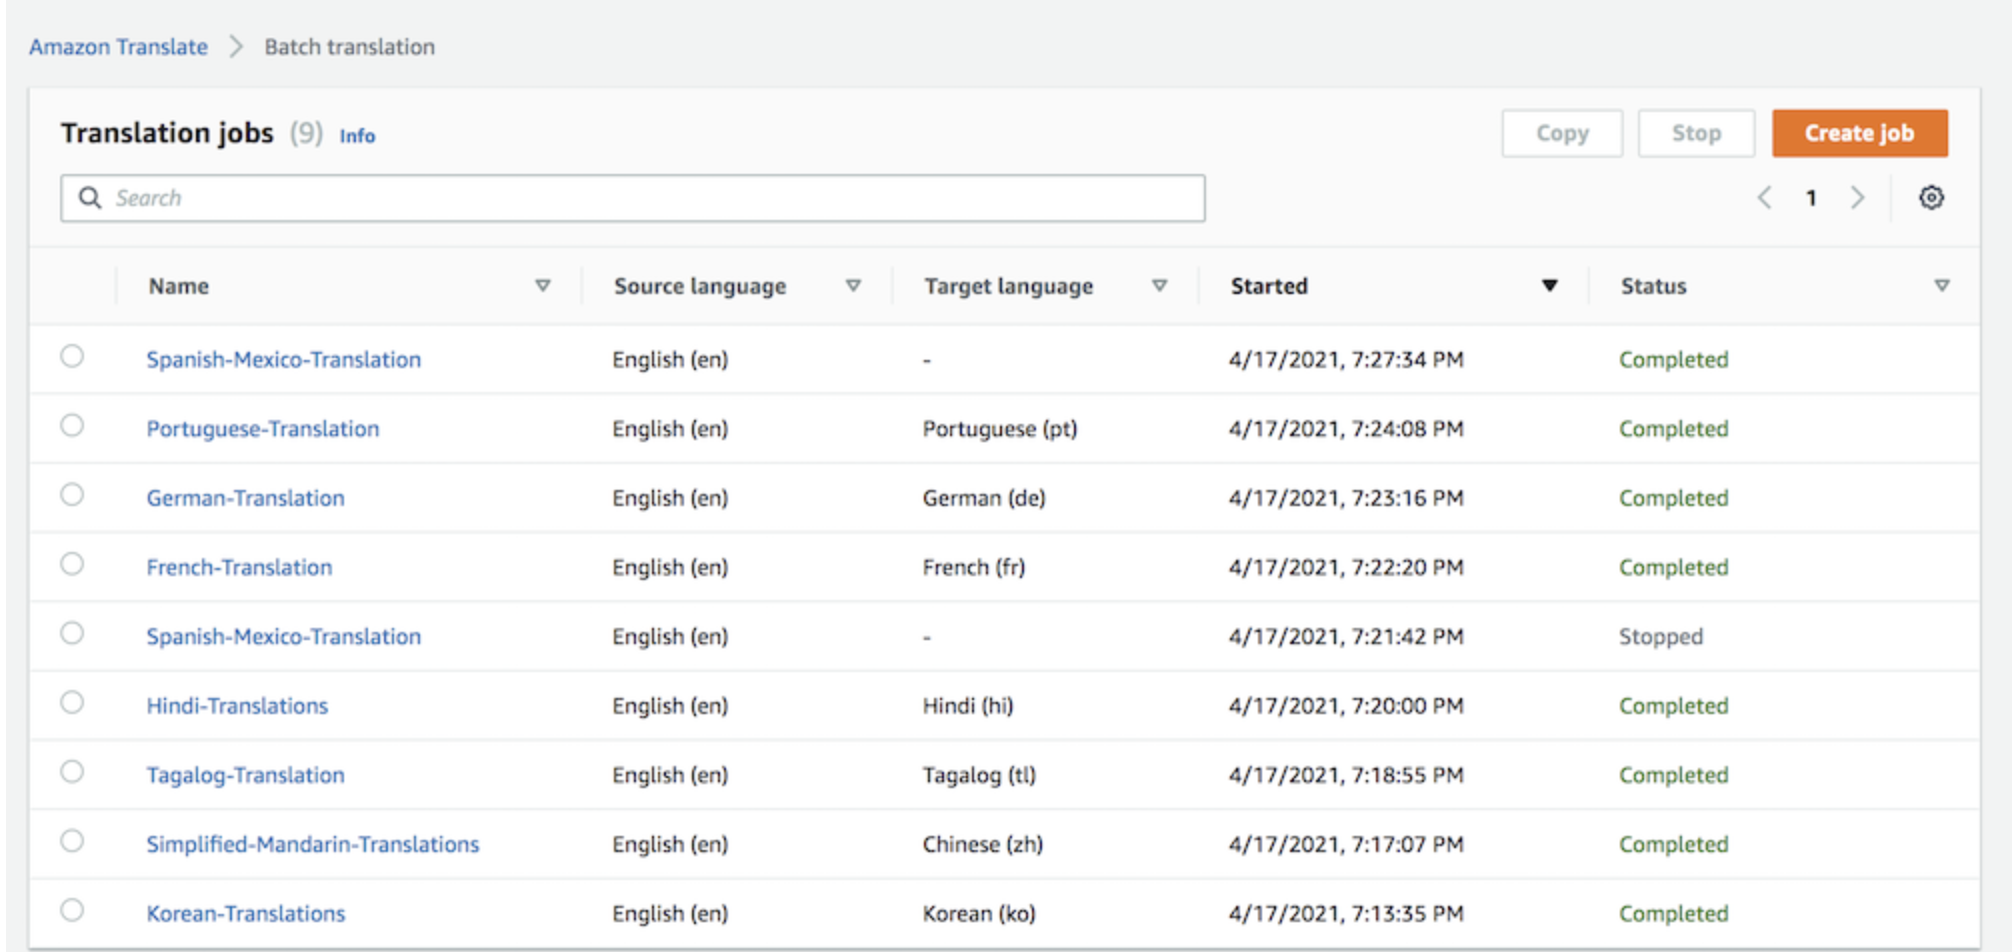 Amazon Translate > Batch translation
Translation jobs (9) Info Copy Stop Create job
Search < 1 >
Name Source language Target language Started Status
Spanish-Mexico-Translation English (en) - 4/17/2021, 7:27:34 PM Completed
Portuguese-Translation English (en) Portuguese (pt) 4/17/2021, 7:24:08 PM Completed
German-Translation English (en) German (de) 4/17/2021, 7:23:16 PM Completed
French-Translation English (en) French (fr) 4/17/2021, 7:22:20 PM Completed
Spanish-Mexico-Translation English (en) - 4/17/2021, 7:21:42 PM Stopped
Hindi-Translations English (en) Hindi (hi) 4/17/2021, 7:20:00 PM Completed
Tagalog-Translation English (en) Tagalog (tl) 4/17/2021, 7:18:55 PM Completed
Simplified-Mandarin-Translations English (en) Chinese (zh) 4/17/2021, 7:17:07 PM Completed
Korean-Translations English (en) Korean (ko) 4/17/2021, 7:13:35 PM Completed